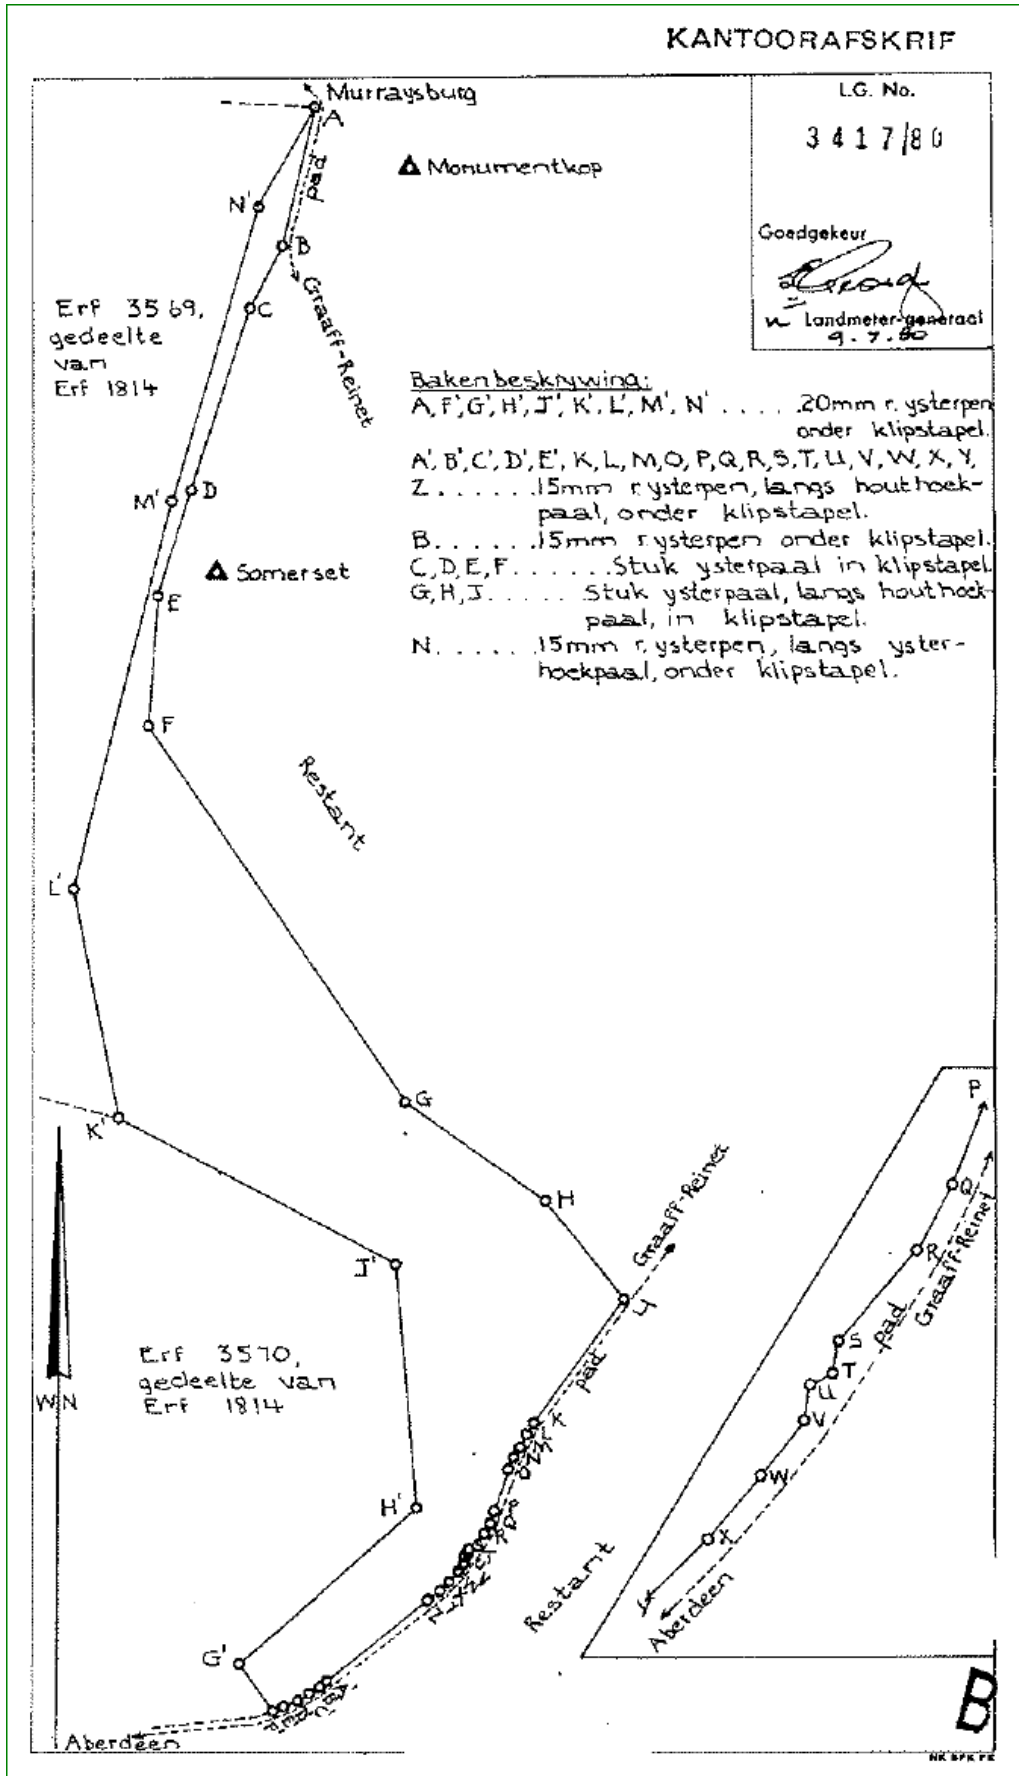 KANTOORAFSKRIF
L.G. No.
3417/80
Goedgekeur
Landmeter-generaal
9.7.80
Murraysburg
A
pad
Monumentkop
N'
B
Graaff-Reinet
C
Erf 3569,
gedeelte
van
Erf 1814
Bakenbeskrywing:
A, F', G', H', J', K', L', M', N' . . . . . 20mm r. ysterpen
onder klipstapel.
A', B', C', D', E', K, L, M, O, P, Q, R, S, T, U, V, W, X, Y,
Z . . . . . . 15mm r. ysterpen, langs houthoek-
paal, onder klipstapel.
B. . . . . . 15mm r. ysterpen onder klipstapel.
C, D, E, F. . . . . . Stuk ysterpaal in klipstapel.
G, H, J. . . . . . Stuk ysterpaal, langs houthoek-
paal, in klipstapel.
N. . . . . . 15mm r. ysterpen, langs yster-
hoekpaal, onder klipstapel.
M'
D
Somerset
E
F
Restant
L'
G
K'
H
Graaff-Reinet
J'
J
pad
K
Erf 3570,
gedeelte van
Erf 1814
WN
H'
G'
Restant
Aberdeen
P
Q
R
Graaff-Reinet
pad
S
T
U
V
W
X
Aberdeen
B